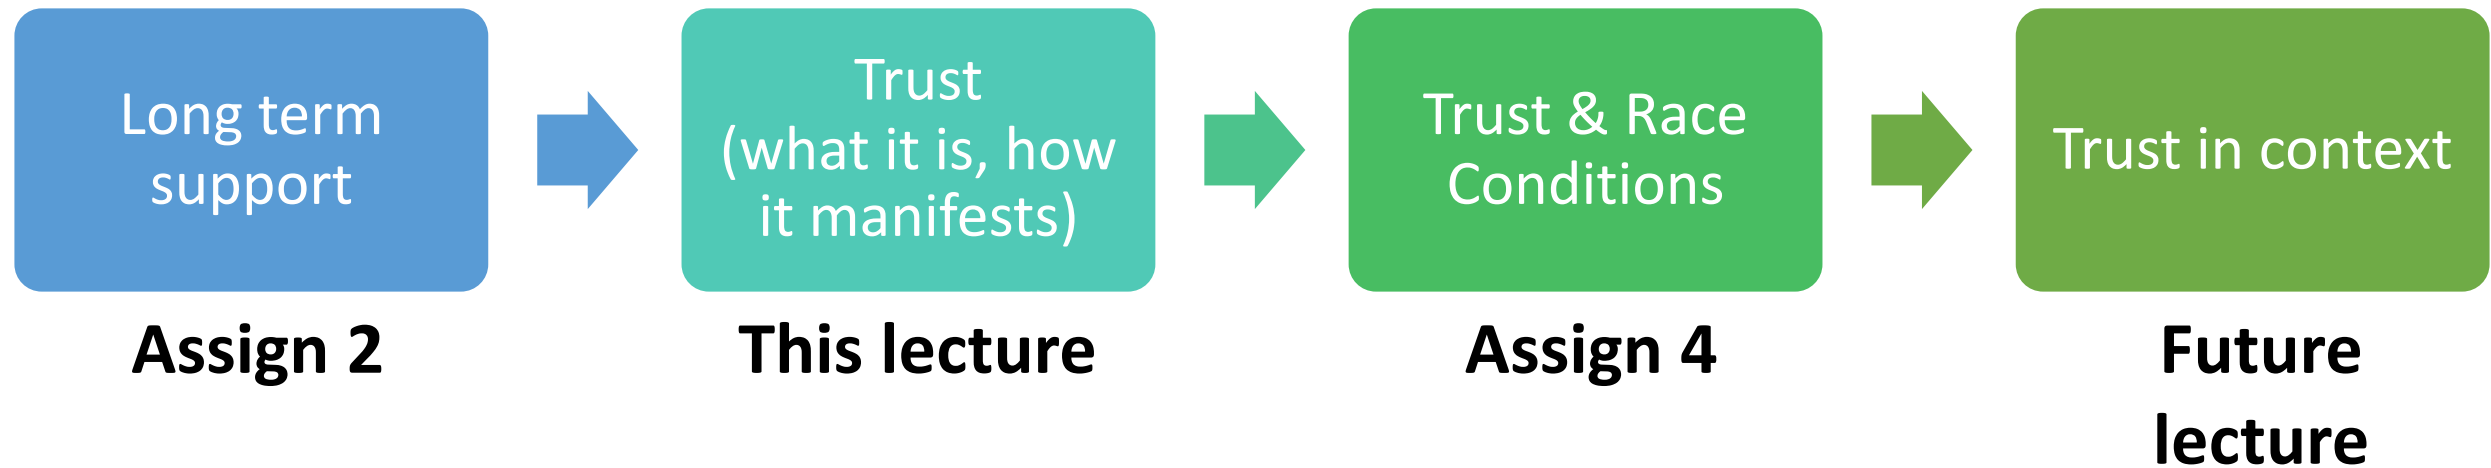 Long term
support
Trust
(what it is, how
it manifests)
Trust & Race
Conditions
Trust in context
Assign 2
This lecture
Assign 4
Future
lecture